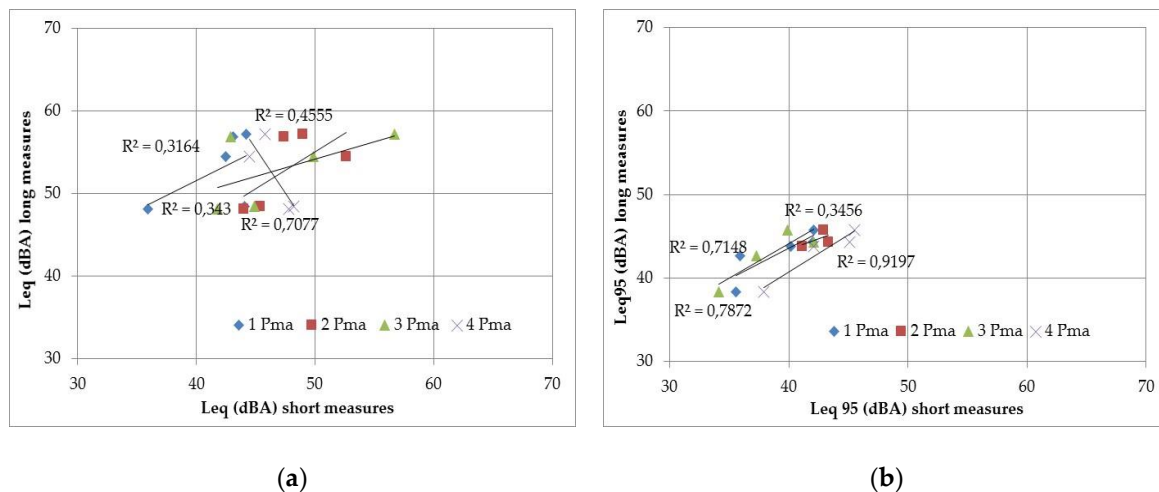 70
60
50
40
30
Leq (dBA) long measures
R² = 0,4555
R² = 0,3164
R² = 0,343
R² = 0,7077
1 Pma 2 Pma 3 Pma 4 Pma
30 40 50 60 70
Leq (dBA) short measures
(a)
70
60
50
40
30
Leq95 (dBA) long measures
R² = 0,3456
R² = 0,7148
R² = 0,9197
R² = 0,7872
1 Pma 2 Pma 3 Pma 4 Pma
30 40 50 60 70
Leq 95 (dBA) short measures
(b)